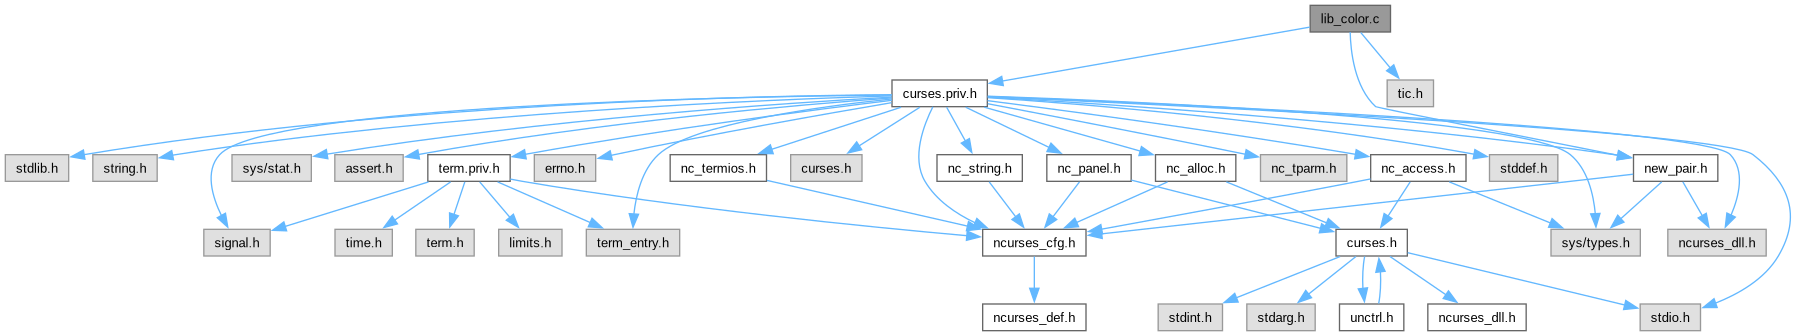 lib_color.c
curses.priv.h
tic.h
stdlib.h
string.h
sys/stat.h
assert.h
term.priv.h
errno.h
nc_termios.h
curses.h
nc_string.h
nc_panel.h
nc_alloc.h
nc_tparm.h
nc_access.h
stddef.h
new_pair.h
signal.h
time.h
term.h
limits.h
term_entry.h
ncurses_cfg.h
curses.h
sys/types.h
ncurses_dll.h
ncurses_def.h
stdint.h
stdarg.h
unctrl.h
ncurses_dll.h
stdio.h